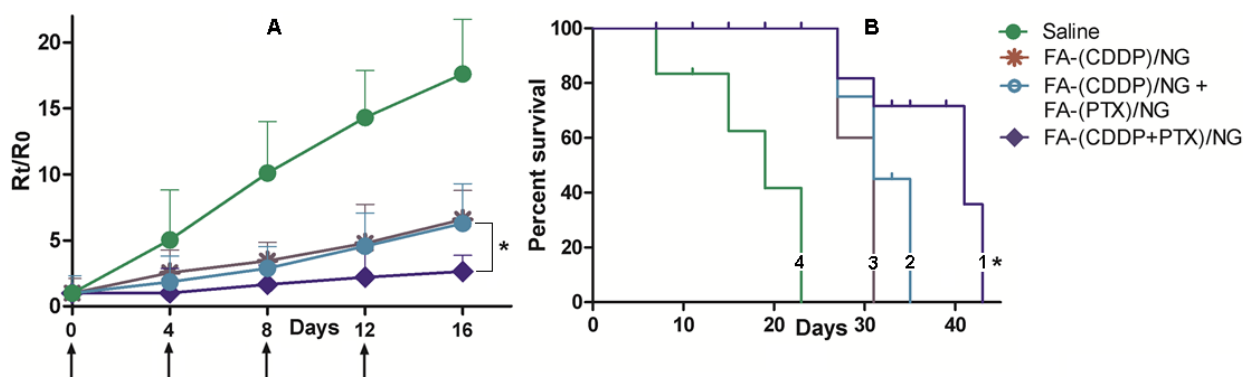 A
Rt/R0
20
15
10
5
0
0
4
8
Days
12
16
B
Percent survival
100
80
60
40
20
0
4
3
2
1 *
0
10
20
Days
30
40
*
Saline
FA-(CDDP)/NG
FA-(CDDP)/NG +
FA-(PTX)/NG
FA-(CDDP+PTX)/NG